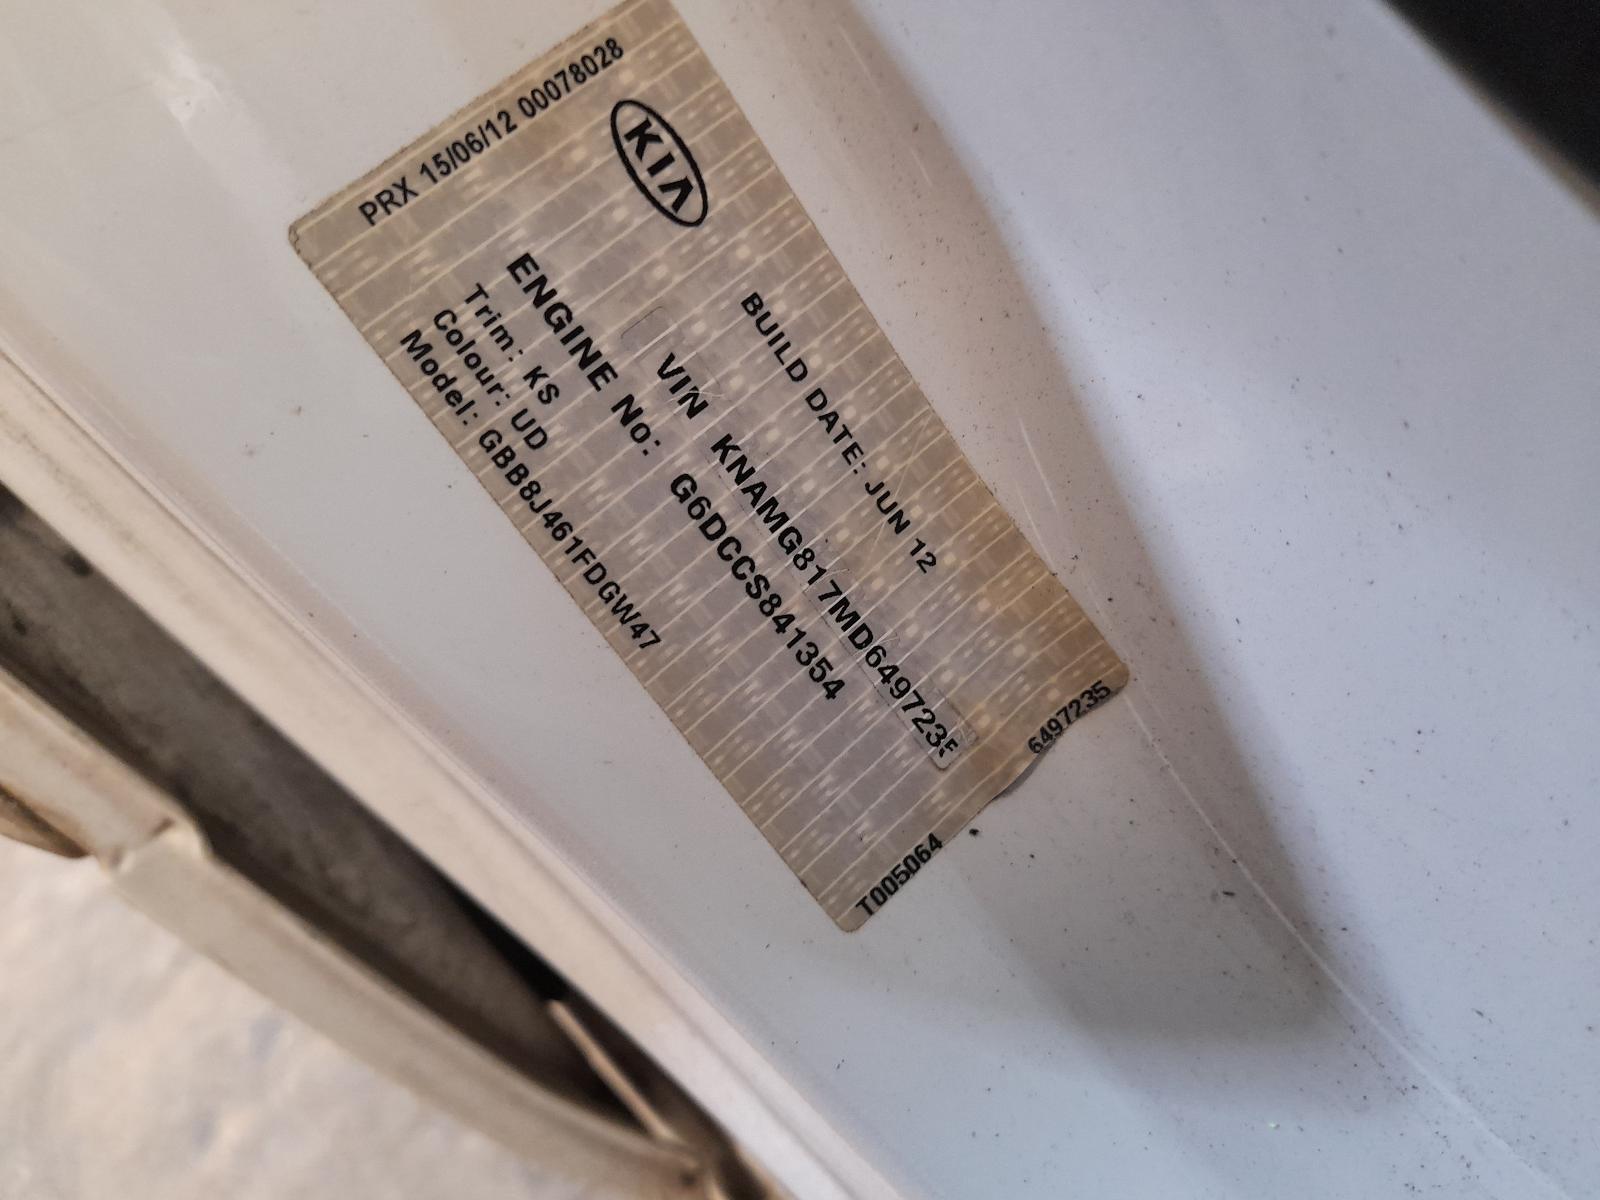 PRX 15/06/12 00078028
KIA
BUILD DATE: JUN 12
VIN KNAMG817MD6497235
ENGINE No: G6DCCS841354
Trim: KS
Colour: UD
Model: GBB8J461FDGW47
6497235
T005064